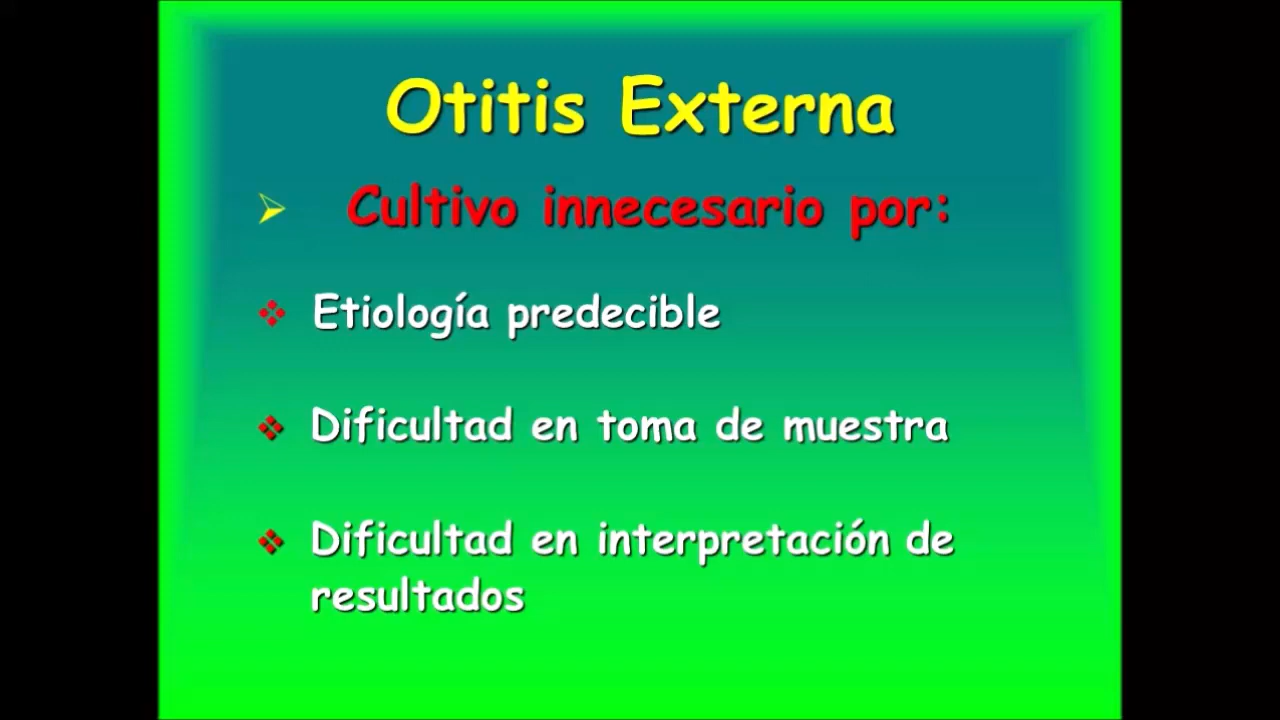 Otitis Externa
Cultivo innecesario por:
Etiología predecible
Dificultad en toma de muestra
Dificultad en interpretación de
resultados